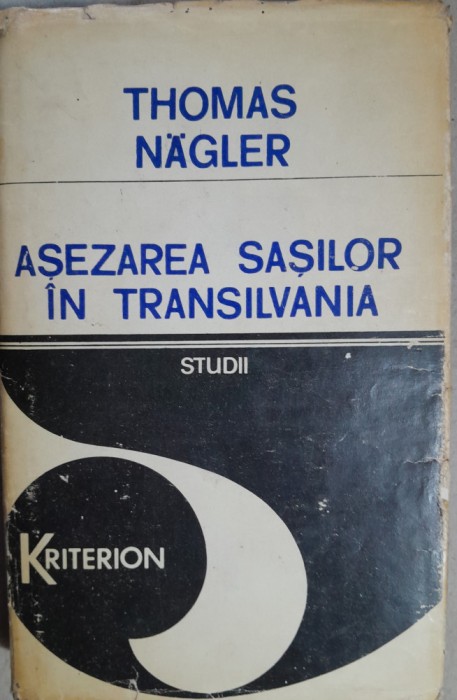 THOMAS
NÄGLER
AȘEZAREA SAȘILOR
ÎN TRANSILVANIA
STUDII
KRITERION